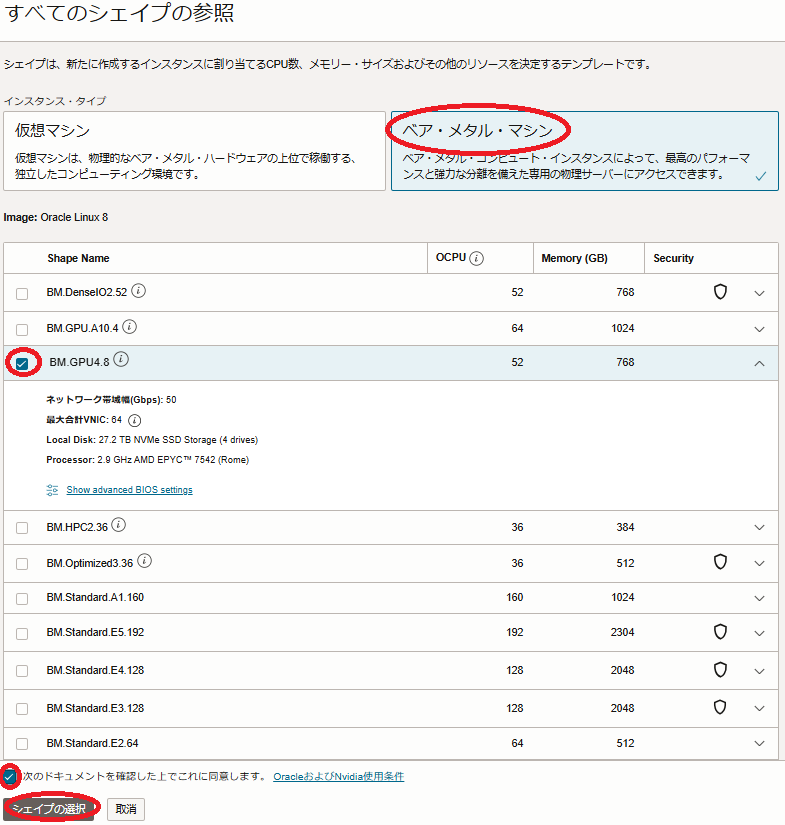 すべてのシェイプの参照
シェイプは、新たに作成するインスタンスに割り当てるCPU数、メモリー・サイズおよびその他のリソースを決定するテンプレートです。
インスタンス・タイプ
仮想マシン
仮想マシンは、物理的なベア・メタル・ハードウェアの上位で稼働する、
独立したコンピューティング環境です。
ベア・メタル・マシン
ベア・メタル・コンピュート・インスタンスによって、最高のパフォーマ
ンスと強力な分離を備えた専用の物理サーバーにアクセスできます。
Image: Oracle Linux 8
Shape Name OCPU Memory (GB) Security
BM.DenseIO2.52 52 768
BM.GPU.A10.4 64 1024
BM.GPU4.8 52 768
ネットワーク帯域幅(Gbps): 50
最大合計VNIC: 64
Local Disk: 27.2 TB NVMe SSD Storage (4 drives)
Processor: 2.9 GHz AMD EPYC™ 7542 (Rome)
Show advanced BIOS settings
BM.HPC2.36 36 384
BM.Optimized3.36 36 512
BM.Standard.A1.160 160 1024
BM.Standard.E5.192 192 2304
BM.Standard.E4.128 128 2048
BM.Standard.E3.128 128 2048
BM.Standard.E2.64 64 512
次のドキュメントを確認した上でこれに同意します。 OracleおよびNvidia使用条件
シェイプの選択 取消